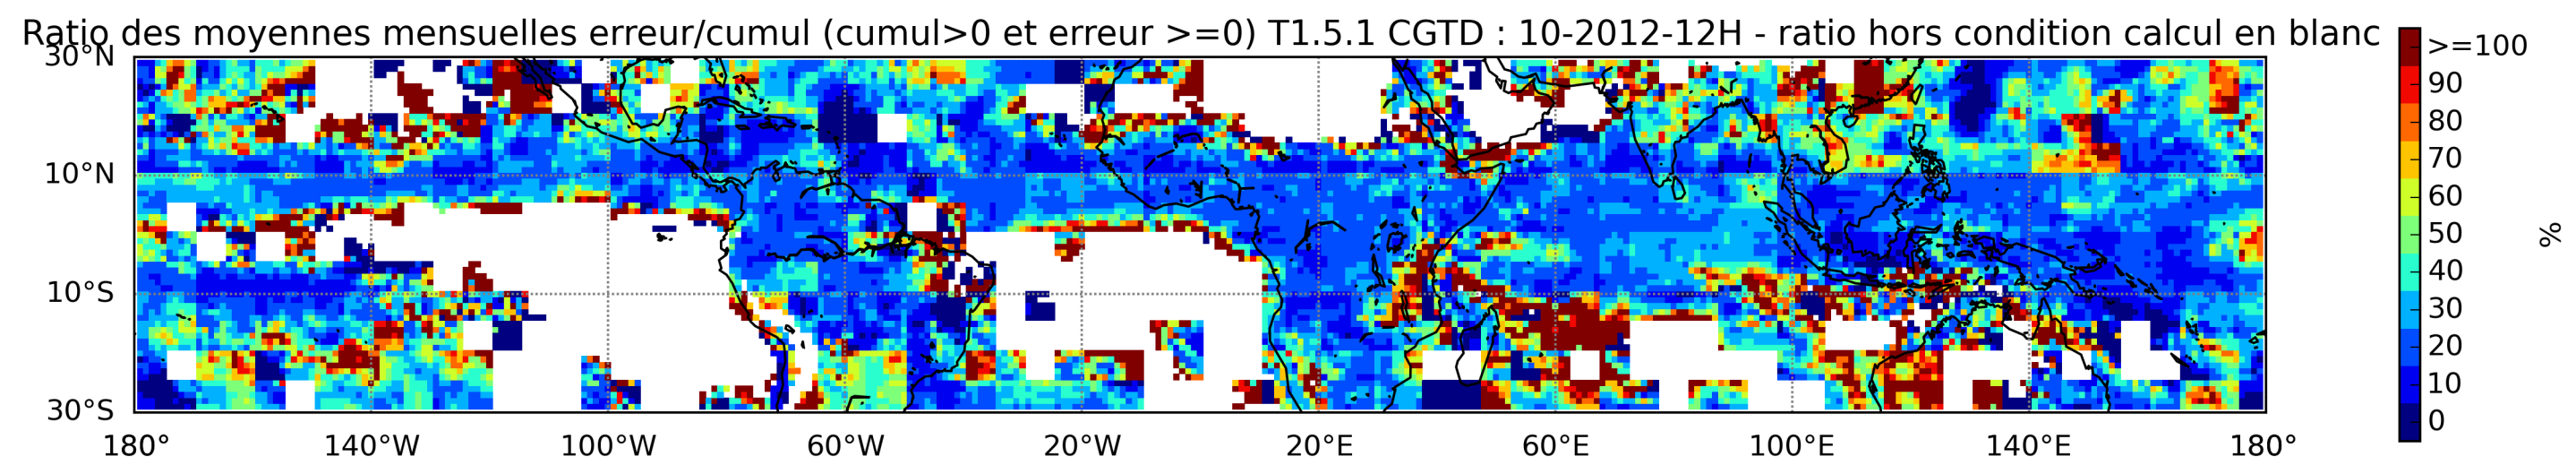 Ratio des moyennes mensuelles erreur/cumul (cumul>0 et erreur >=0) T1.5.1 CGTD : 10-2012-12H - ratio hors condition calcul en blanc
30°N
10°N
10°S
30°S
180° 140°W 100°W 60°W 20°W 20°E 60°E 100°E 140°E 180°
>=100
90
80
70
60
50
40
30
20
10
0
%